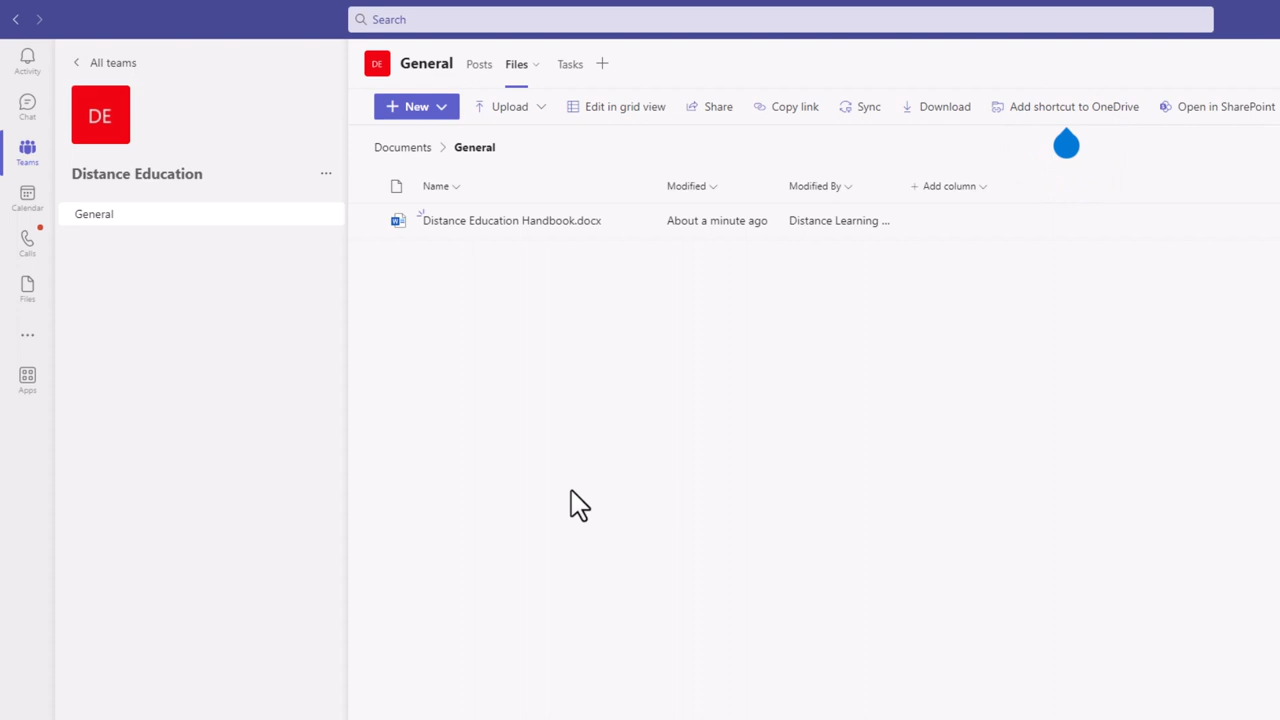 Search
Activity
Chat
Teams
Calendar
Calls
Files
Apps
All teams
DE
Distance Education
General
DE General Posts Files Tasks
New Upload Edit in grid view Share Copy link Sync Download Add shortcut to OneDrive Open in SharePoint
Documents > General
Name Modified Modified By + Add column
Distance Education Handbook.docx About a minute ago Distance Learning ...